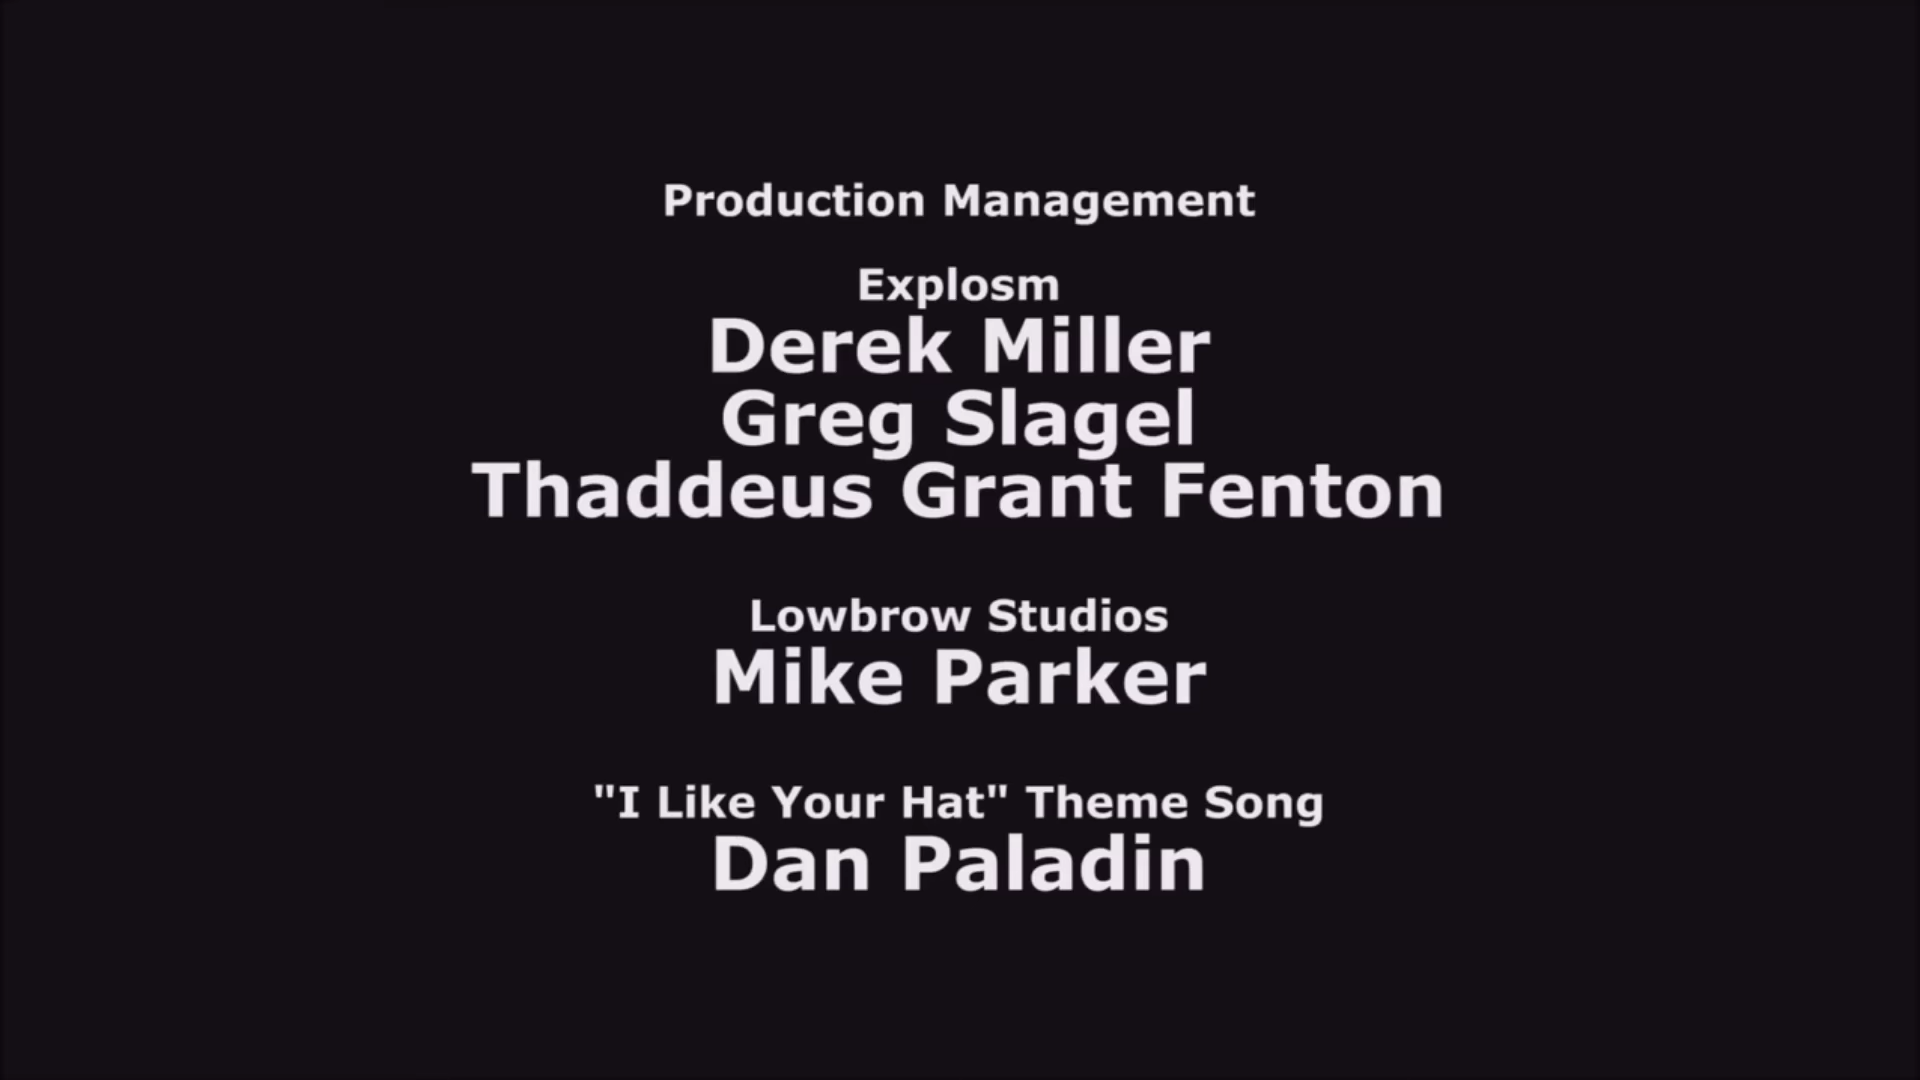 Production Management
Explosm
Derek Miller
Greg Slagel
Thaddeus Grant Fenton
Lowbrow Studios
Mike Parker
"I Like Your Hat" Theme Song
Dan Paladin